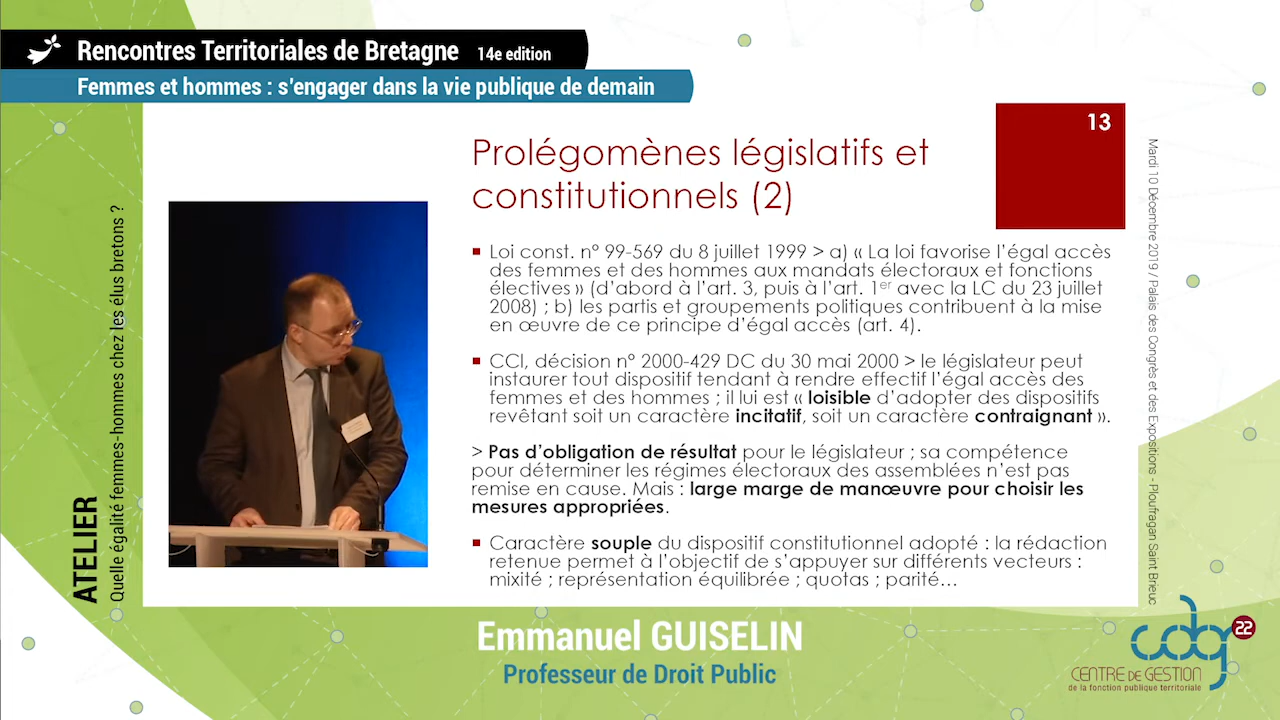 Rencontres Territoriales de Bretagne 14e edition
Femmes et hommes : s'engager dans la vie publique de demain
13
Prolégomènes législatifs et
constitutionnels (2)
▪ Loi const. n° 99-569 du 8 juillet 1999 > a) « La loi favorise l'égal accès
des femmes et des hommes aux mandats électoraux et fonctions
électives » (d'abord à l'art. 3, puis à l'art. 1er avec la LC du 23 juillet
2008) ; b) les partis et groupements politiques contribuent à la mise
en œuvre de ce principe d'égal accès (art. 4).
▪ CCI, décision n° 2000-429 DC du 30 mai 2000 > le législateur peut
instaurer tout dispositif tendant à rendre effectif l'égal accès des
femmes et des hommes ; il lui est « loisible d'adopter des dispositifs
revêtant soit un caractère incitatif, soit un caractère contraignant ».
> Pas d'obligation de résultat pour le législateur ; sa compétence
pour déterminer les régimes électoraux des assemblées n'est pas
remise en cause. Mais : large marge de manœuvre pour choisir les
mesures appropriées.
▪ Caractère souple du dispositif constitutionnel adopté : la rédaction
retenue permet à l'objectif de s'appuyer sur différents vecteurs :
mixité ; représentation équilibrée ; quotas ; parité...
ATELIER
Quelle égalité femmes-hommes chez les élus bretons ?
Mardi 10 Décembre 2019 / Palais des Congrès et des Expositions - Ploufragan Saint Brieuc
Emmanuel GUISELIN
Professeur de Droit Public
cdg 22
CENTRE DE GESTION
de la fonction publique territoriale